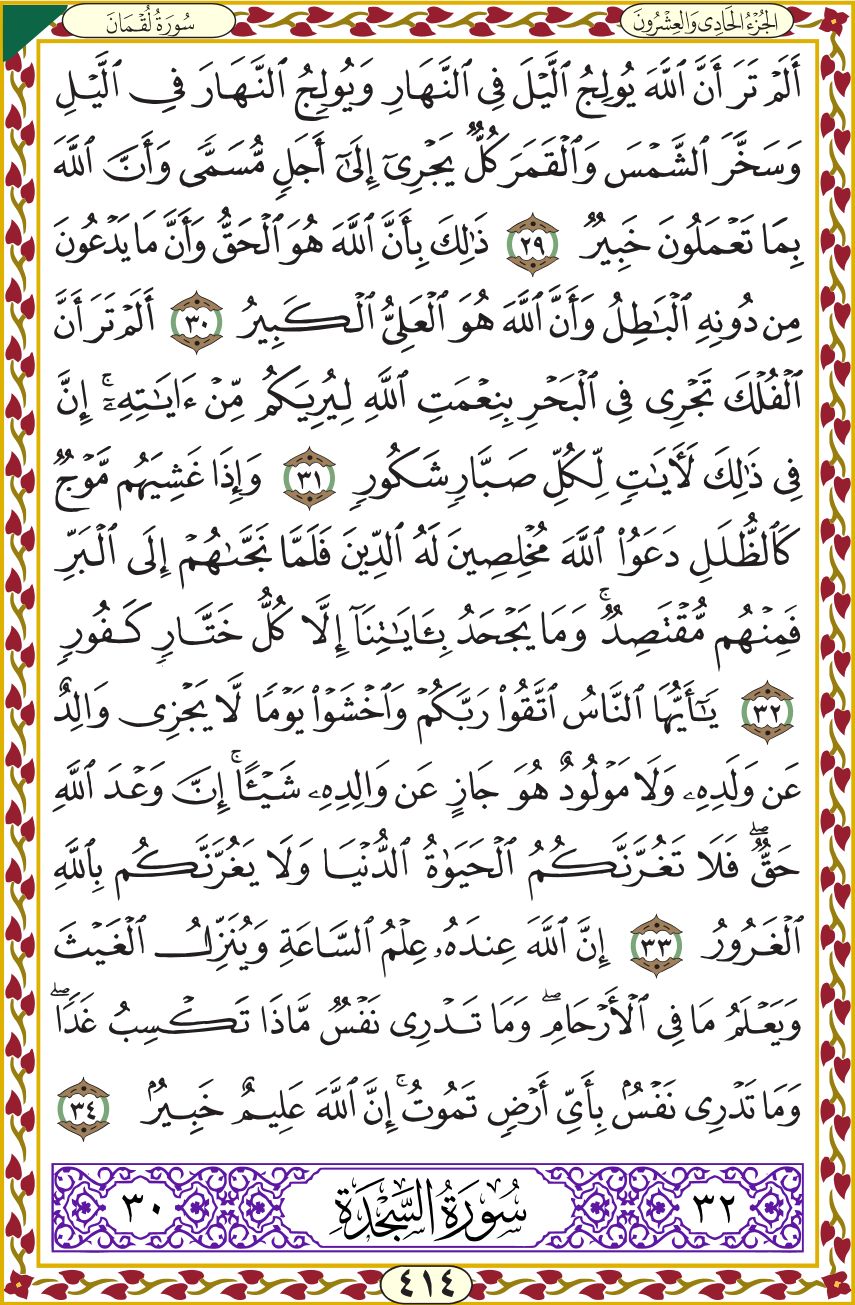 الجُزْءُ الحَادِي وَالعِشْرُونَ
سُورَةُ لُقْمَانَ
أَلَمْ تَرَ أَنَّ ٱللَّهَ يُولِجُ ٱلَّيْلَ فِى ٱلنَّهَارِ وَيُولِجُ ٱلنَّهَارَ فِى ٱلَّيْلِ
وَسَخَّرَ ٱلشَّمْسَ وَٱلْقَمَرَ كُلٌّ يَجْرِىٓ إِلَىٰٓ أَجَلٍ مُّسَمًّى وَأَنَّ ٱللَّهَ
بِمَا تَعْمَلُونَ خَبِيرٌ ٢٩ ذَٰلِكَ بِأَنَّ ٱللَّهَ هُوَ ٱلْحَقُّ وَأَنَّ مَا يَدْعُونَ
مِن دُونِهِ ٱلْبَٰطِلُ وَأَنَّ ٱللَّهَ هُوَ ٱلْعَلِىُّ ٱلْكَبِيرُ ٣٠ أَلَمْ تَرَ أَنَّ
ٱلْفُلْكَ تَجْرِى فِى ٱلْبَحْرِ بِنِعْمَتِ ٱللَّهِ لِيُرِيَكُم مِّنْ ءَايَٰتِهِۦٓ ۚ إِنَّ
فِى ذَٰلِكَ لَـَٔايَٰتٍ لِّكُلِّ صَبَّارٍ شَكُورٍ ٣١ وَإِذَا غَشِيَهُم مَّوْجٌ
كَٱلظُّلَلِ دَعَوُا۟ ٱللَّهَ مُخْلِصِينَ لَهُ ٱلدِّينَ فَلَمَّا نَجَّىٰهُمْ إِلَى ٱلْبَرِّ
فَمِنْهُم مُّقْتَصِدٌ ۚ وَمَا يَجْحَدُ بِـَٔايَٰتِنَآ إِلَّا كُلُّ خَتَّارٍ كَفُورٍ
٣٢ يَٰٓأَيُّهَا ٱلنَّاسُ ٱتَّقُوا۟ رَبَّكُمْ وَٱخْشَوْا۟ يَوْمًا لَّا يَجْزِى وَالِدٌ
عَن وَلَدِهِۦ وَلَا مَوْلُودٌ هُوَ جَازٍ عَن وَالِدِهِۦ شَيْـًٔا ۚ إِنَّ وَعْدَ ٱللَّهِ
حَقٌّ ۖ فَلَا تَغُرَّنَّكُمُ ٱلْحَيَوٰةُ ٱلدُّنْيَا وَلَا يَغُرَّنَّكُم بِٱللَّهِ
ٱلْغَرُورُ ٣٣ إِنَّ ٱللَّهَ عِندَهُۥ عِلْمُ ٱلسَّاعَةِ وَيُنَزِّلُ ٱلْغَيْثَ
وَيَعْلَمُ مَا فِى ٱلْأَرْحَامِ ۖ وَمَا تَدْرِى نَفْسٌ مَّاذَا تَكْسِبُ غَدًا ۖ
وَمَا تَدْرِى نَفْسٌۢ بِأَىِّ أَرْضٍ تَمُوتُ ۚ إِنَّ ٱللَّهَ عَلِيمٌ خَبِيرٌۢ ٣٤
٣٢ سُورَةُ السَّجْدَةِ ٣٠
٤١٤